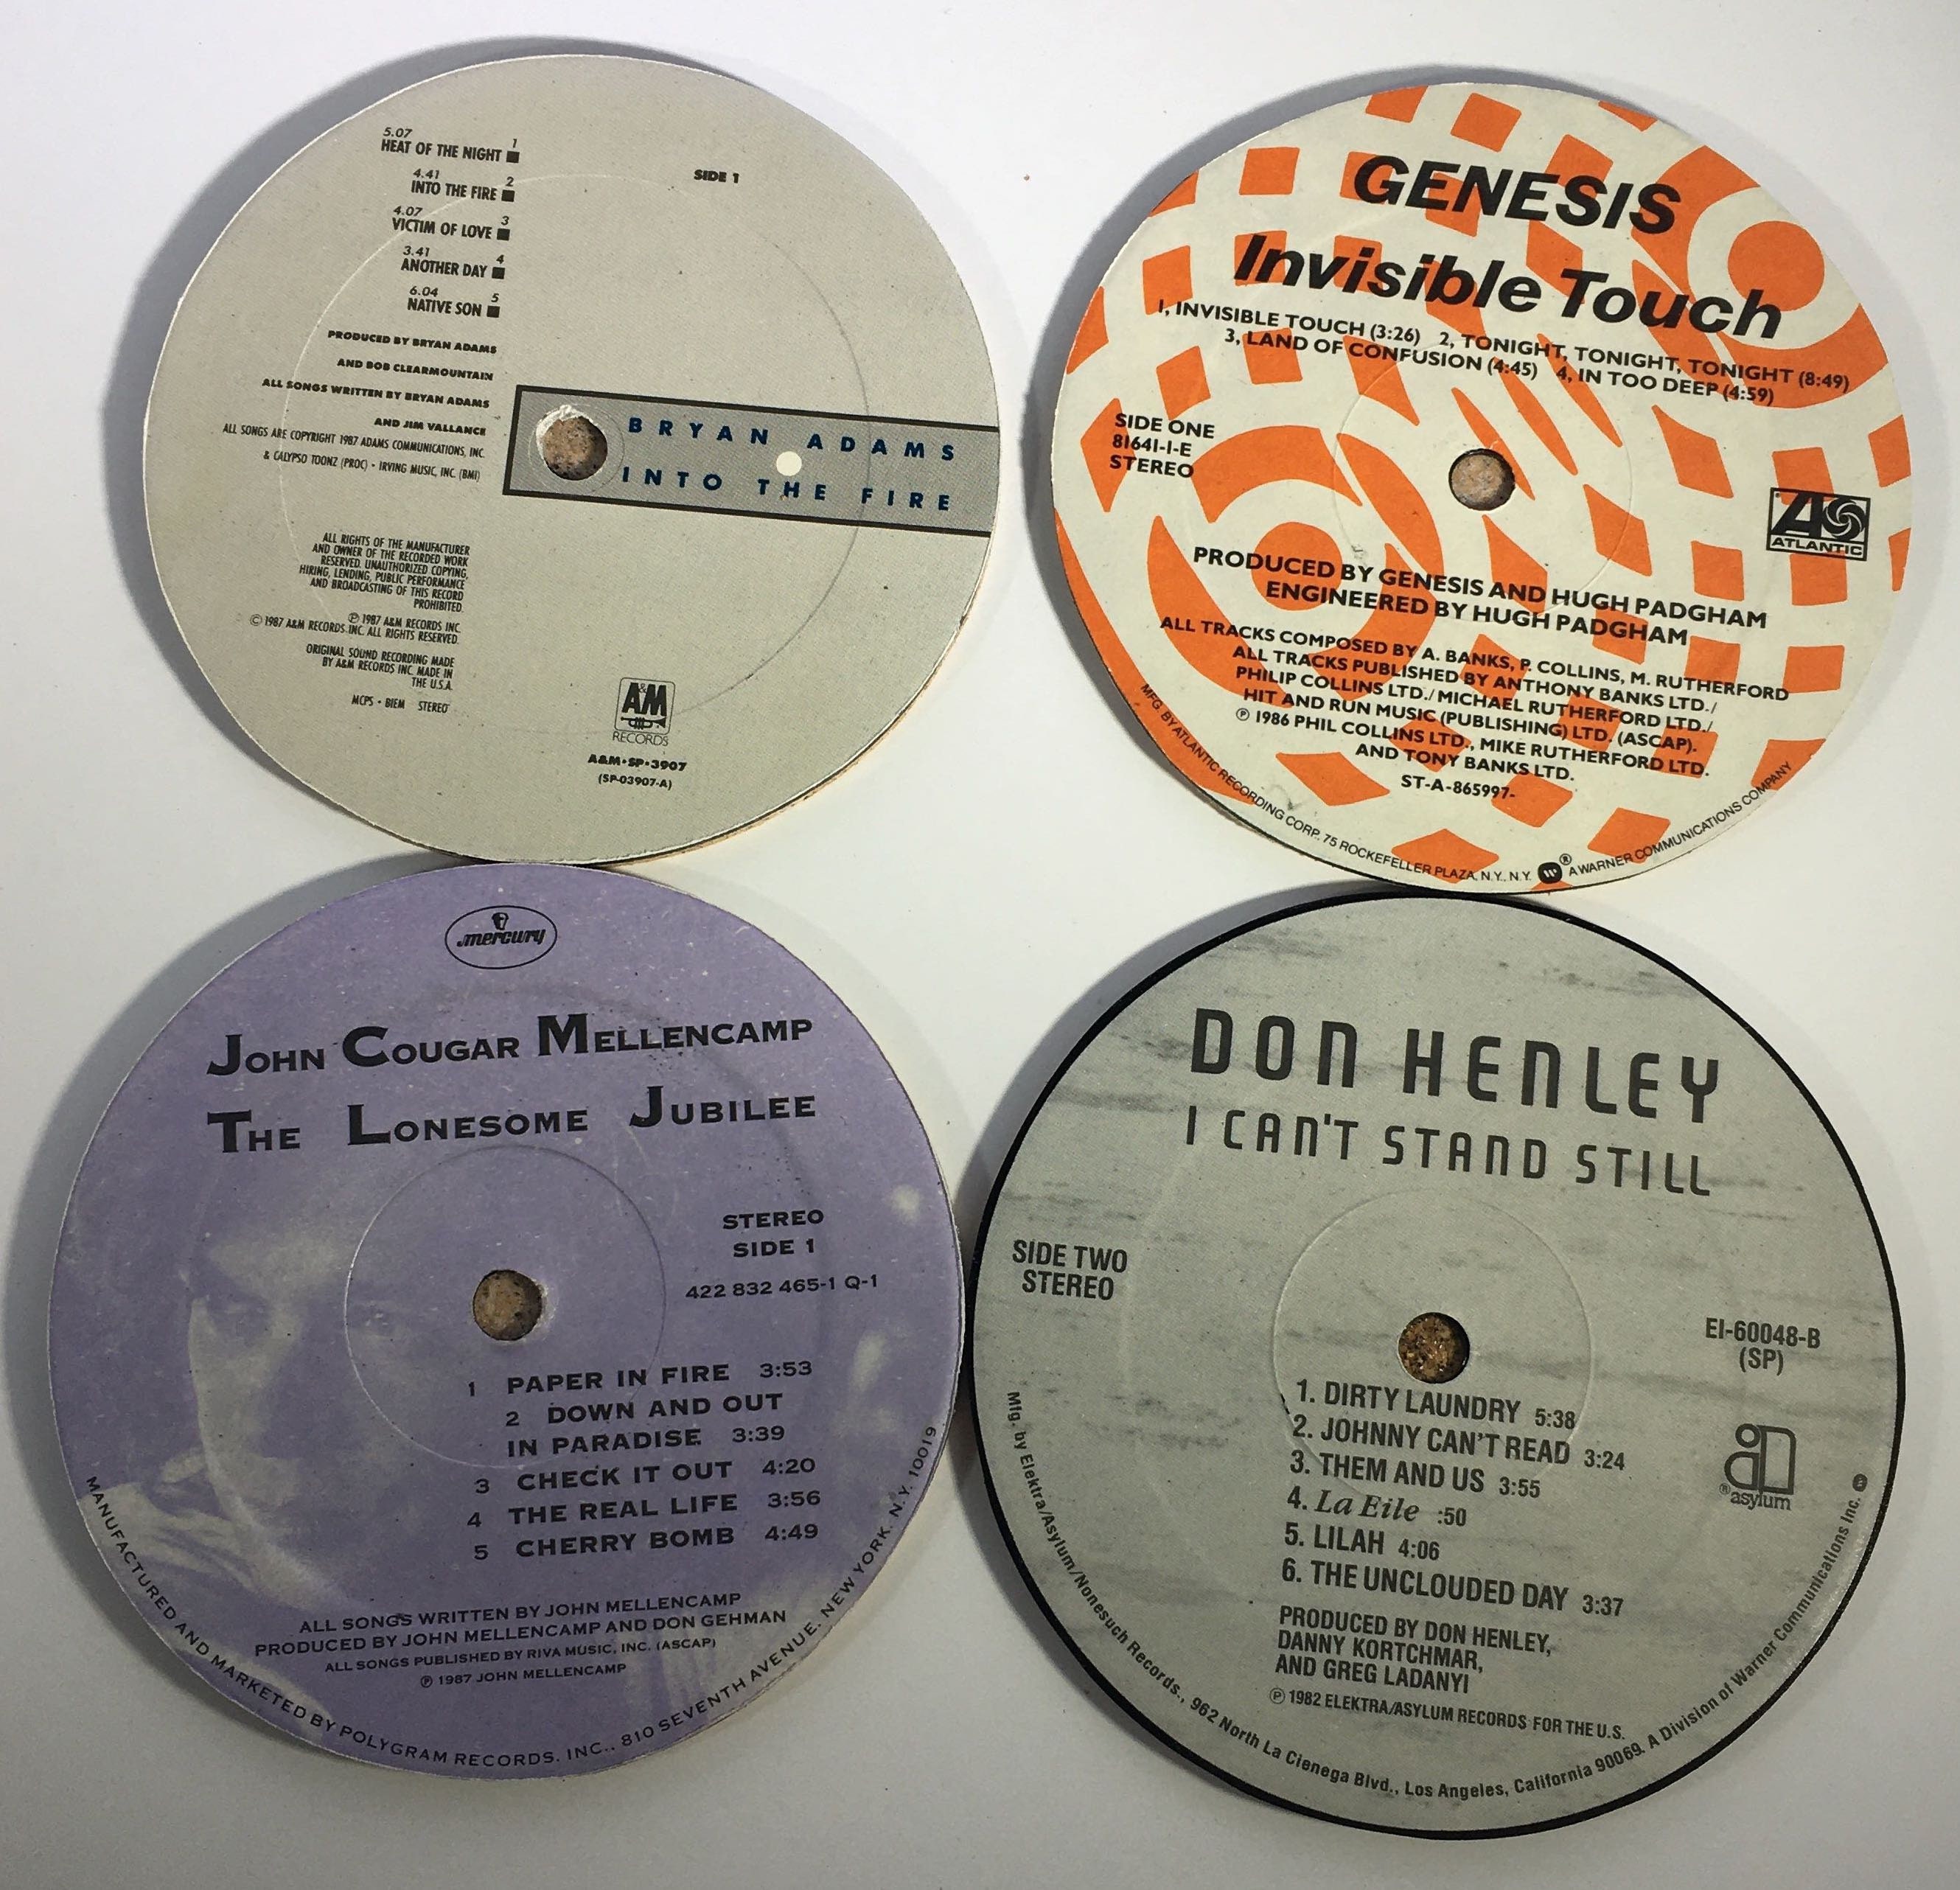 5.07
HEAT OF THE NIGHT 1
4.41
INTO THE FIRE 2
4.07
VICTIM OF LOVE 3
3.41
ANOTHER DAY 4
6.04
NATIVE SON 5
PRODUCED BY BRYAN ADAMS
AND BOB CLEARMOUNTAIN
ALL SONGS WRITTEN BY BRYAN ADAMS
AND JIM VALLANCE
ALL SONGS ARE COPYRIGHT 1987 ADAMS COMMUNICATIONS, INC.
& CALYPSO TOONZ (PROC) • IRVING MUSIC, INC. (BMI)
SIDE 1
BRYAN ADAMS
INTO THE FIRE
ALL RIGHTS OF THE MANUFACTURER
AND OWNER OF THE RECORDED WORK
RESERVED. UNAUTHORIZED COPYING,
HIRING, LENDING, PUBLIC PERFORMANCE
AND BROADCASTING OF THIS RECORD
PROHIBITED.
℗ 1987 A&M RECORDS INC.
© 1987 A&M RECORDS, INC. ALL RIGHTS RESERVED.
ORIGINAL SOUND RECORDING MADE
BY A&M RECORDS INC. MADE IN
THE U.S.A.
MCPS • BIEM STEREO
A&M
RECORDS
A&M•SP•3907
(SP-03907-A)
GENESIS
Invisible Touch
1, INVISIBLE TOUCH (3:26) 2, TONIGHT, TONIGHT, TONIGHT (8:49)
3, LAND OF CONFUSION (4:45) 4, IN TOO DEEP (4:59)
SIDE ONE
81641-1-E
STEREO
ATLANTIC
PRODUCED BY GENESIS AND HUGH PADGHAM
ENGINEERED BY HUGH PADGHAM
ALL TRACKS COMPOSED BY A. BANKS, P. COLLINS, M. RUTHERFORD
ALL TRACKS PUBLISHED BY ANTHONY BANKS LTD./
PHILIP COLLINS LTD./ MICHAEL RUTHERFORD LTD./
HIT AND RUN MUSIC (PUBLISHING) LTD. (ASCAP).
℗ 1986 PHIL COLLINS LTD., MIKE RUTHERFORD LTD.
AND TONY BANKS LTD.
ST-A-865997-
MFG. BY ATLANTIC RECORDING CORP. 75 ROCKEFELLER PLAZA, N.Y., N.Y. ® A WARNER COMMUNICATIONS COMPANY
mercury
JOHN COUGAR MELLENCAMP
THE LONESOME JUBILEE
STEREO
SIDE 1
422 832 465-1 Q-1
1 PAPER IN FIRE 3:53
2 DOWN AND OUT
IN PARADISE 3:39
3 CHECK IT OUT 4:20
4 THE REAL LIFE 3:56
5 CHERRY BOMB 4:49
ALL SONGS WRITTEN BY JOHN MELLENCAMP
PRODUCED BY JOHN MELLENCAMP AND DON GEHMAN
ALL SONGS PUBLISHED BY RIVA MUSIC, INC. (ASCAP)
℗ 1987 JOHN MELLENCAMP
MANUFACTURED AND MARKETED BY POLYGRAM RECORDS, INC., 810 SEVENTH AVENUE, NEW YORK, N.Y. 10019
DON HENLEY
I CAN'T STAND STILL
SIDE TWO
STEREO
EI-60048-B
(SP)
1. DIRTY LAUNDRY 5:38
2. JOHNNY CAN'T READ 3:24
3. THEM AND US 3:55
4. La Eile :50
5. LILAH 4:06
6. THE UNCLOUDED DAY 3:37
® asylum
PRODUCED BY DON HENLEY,
DANNY KORTCHMAR,
AND GREG LADANYI
℗ 1982 ELEKTRA/ASYLUM RECORDS FOR THE U.S.
Mfg. by Elektra/Asylum/Nonesuch Records., 962 North La Cienega Blvd., Los Angeles, California 90069. A Division of Warner Communications Inc.